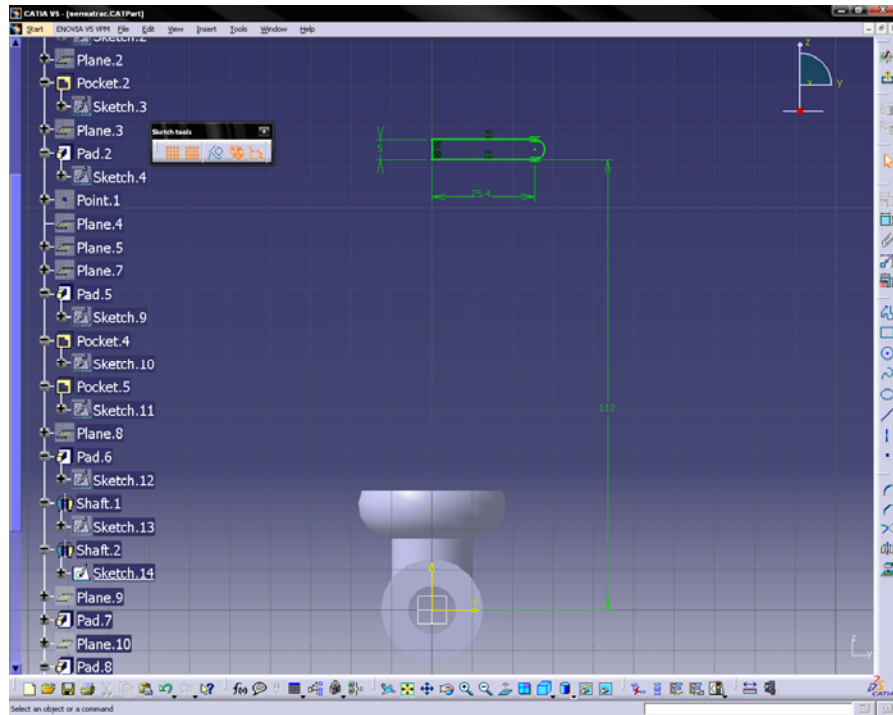 CATIA V5 - [sensatrac.CATPart]
Start ENOVIA V5 VPM File Edit View Insert Tools Window Help
Sketch.2
Plane.2
Pocket.2
Sketch.3
Plane.3
Pad.2
Sketch.4
Point.1
Plane.4
Plane.5
Plane.7
Pad.5
Sketch.9
Pocket.4
Sketch.10
Pocket.5
Sketch.11
Plane.8
Pad.6
Sketch.12
Shaft.1
Sketch.13
Shaft.2
Sketch.14
Plane.9
Pad.7
Plane.10
Pad.8
Sketch tools
z
y
x
5
H
H
25.4
112
z
f(x)
CATIA
Select an object or a command